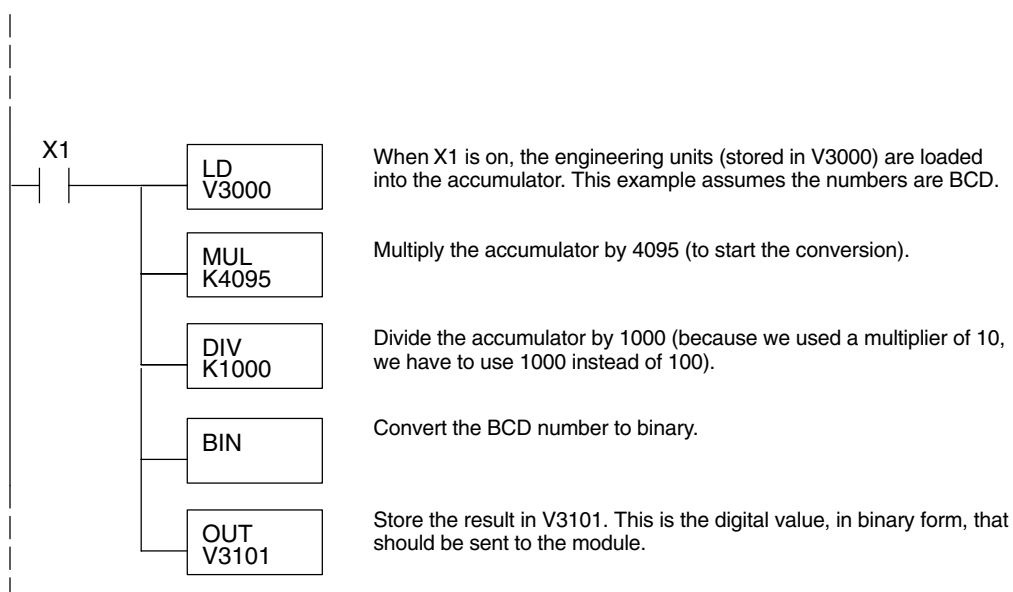 X1
LD
V3000
When X1 is on, the engineering units (stored in V3000) are loaded
into the accumulator. This example assumes the numbers are BCD.
MUL
K4095
Multiply the accumulator by 4095 (to start the conversion).
DIV
K1000
Divide the accumulator by 1000 (because we used a multiplier of 10,
we have to use 1000 instead of 100).
BIN
Convert the BCD number to binary.
OUT
V3101
Store the result in V3101. This is the digital value, in binary form, that
should be sent to the module.